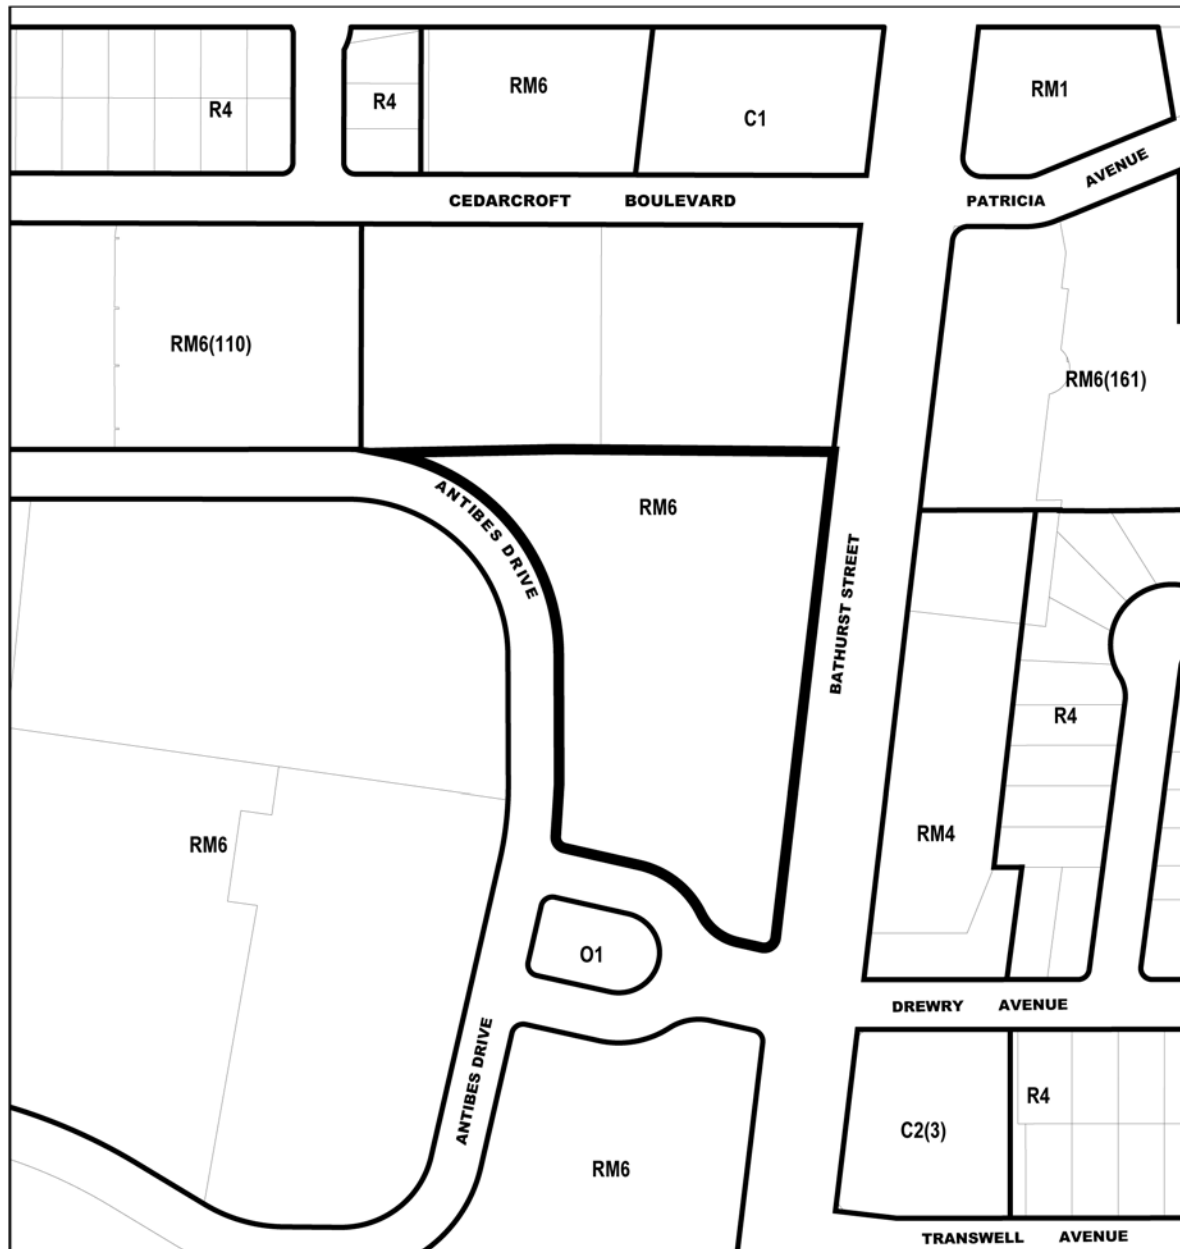 RM6
RM1
R4
R4
C1
AVENUE
CEDARCROFT BOULEVARD
PATRICIA
RM6(110)
RM6(161)
ANTIBES DRIVE
RM6
BATHURST STREET
R4
RM4
RM6
O1
DREWRY AVENUE
ANTIBES DRIVE
R4
C2(3)
RM6
TRANSWELL AVENUE